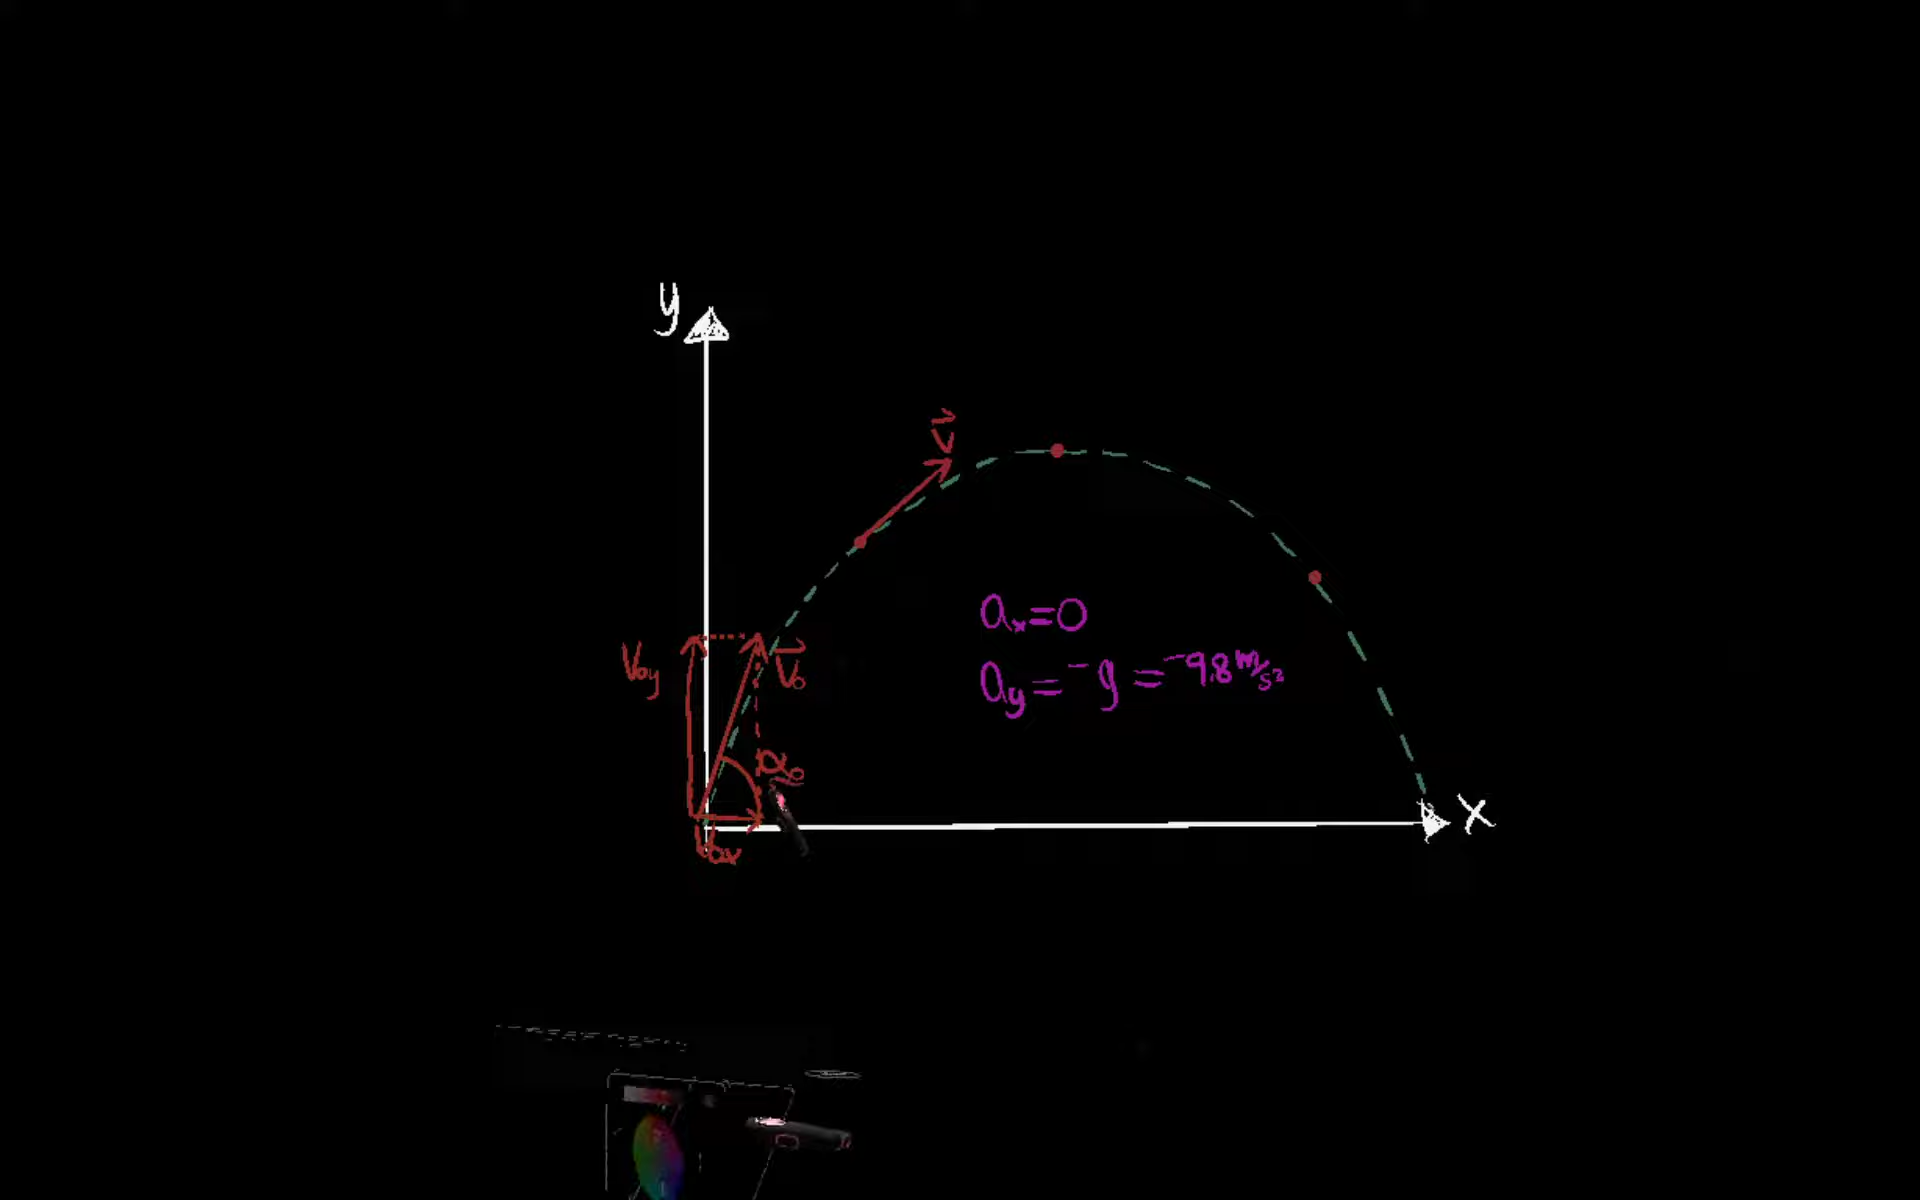 y
v⃗
aₓ=0
a_y = -g = -9.8 m/s²
V₀y
v⃗₀
α₀
x
V₀ₓ